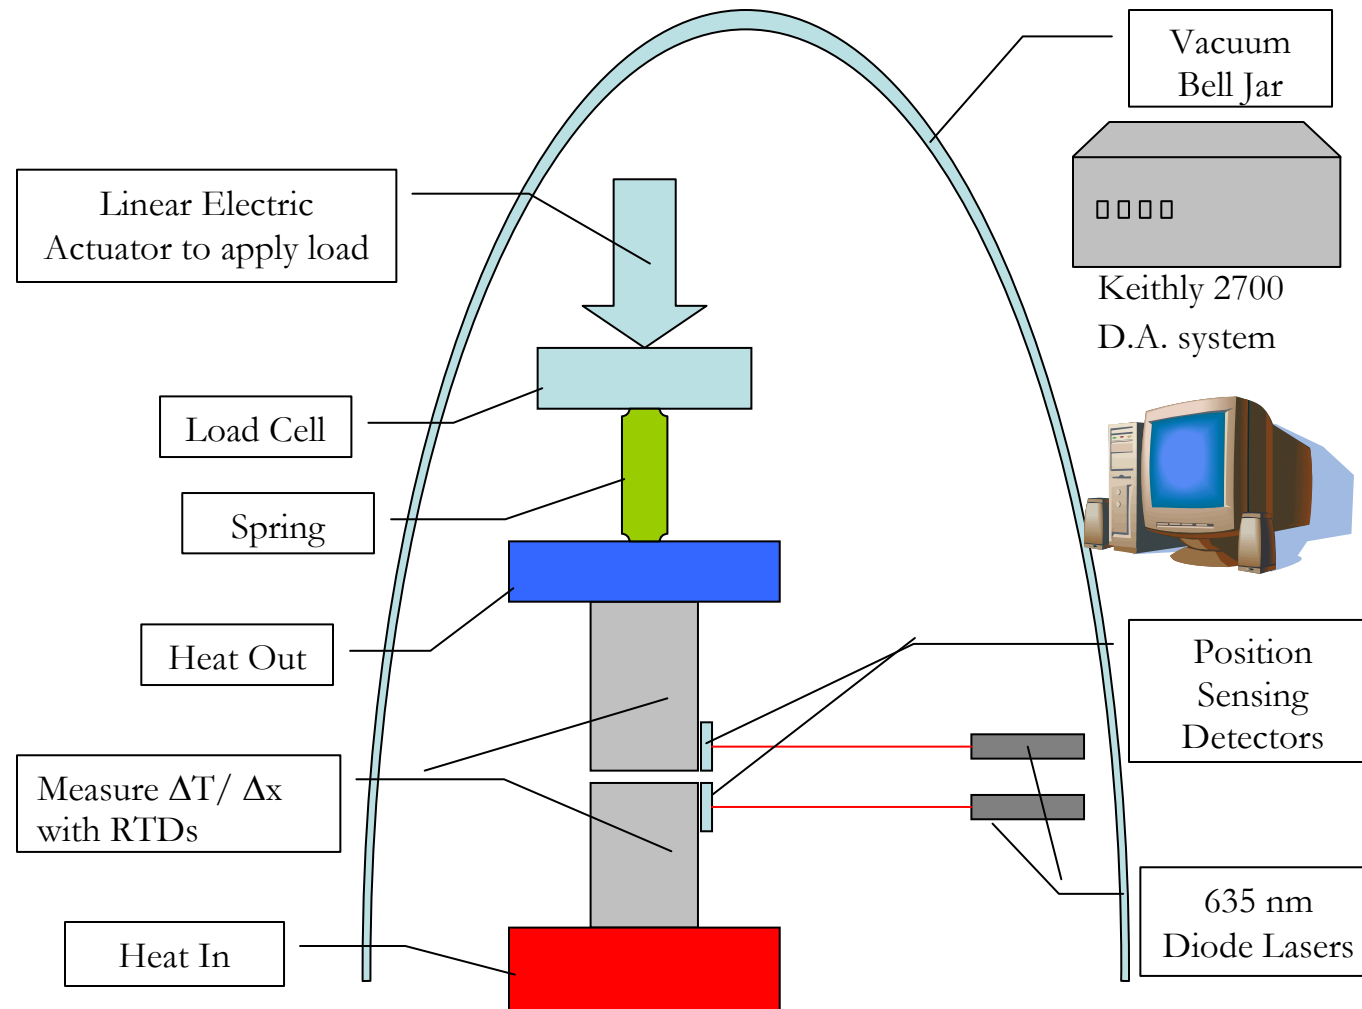 Vacuum
Bell Jar
Linear Electric
Actuator to apply load
Keithly 2700
D.A. system
Load Cell
Spring
Heat Out
Position
Sensing
Detectors
Measure ΔT/ Δx
with RTDs
635 nm
Diode Lasers
Heat In